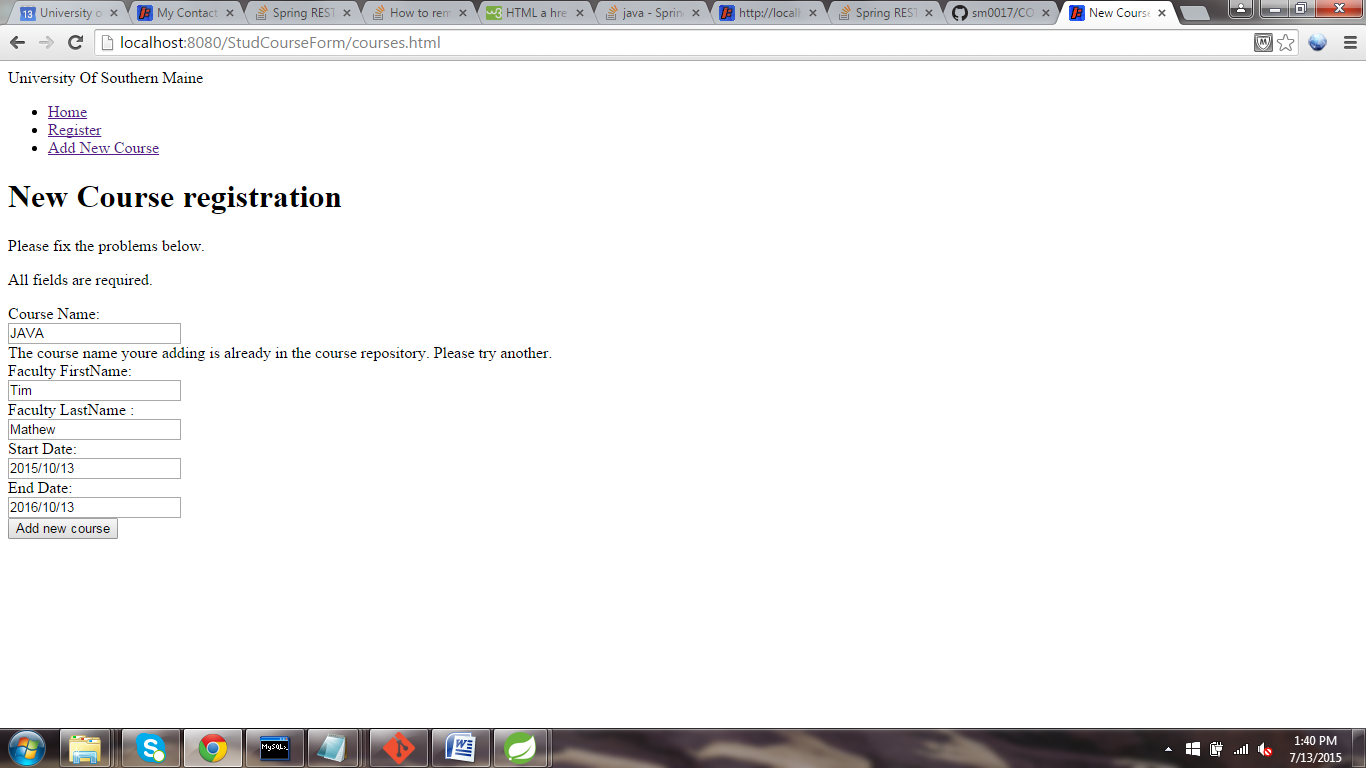 13 University o
My Contact
Spring REST
How to rem
HTML a hre
java - Sprin
http://local
Spring REST
sm0017/CO
New Course
localhost:8080/StudCourseForm/courses.html
University Of Southern Maine
Home
Register
Add New Course
New Course registration
Please fix the problems below.
All fields are required.
Course Name:
JAVA
The course name youre adding is already in the course repository. Please try another.
Faculty FirstName:
Tim
Faculty LastName :
Mathew
Start Date:
2015/10/13
End Date:
2016/10/13
Add new course
1:40 PM
7/13/2015